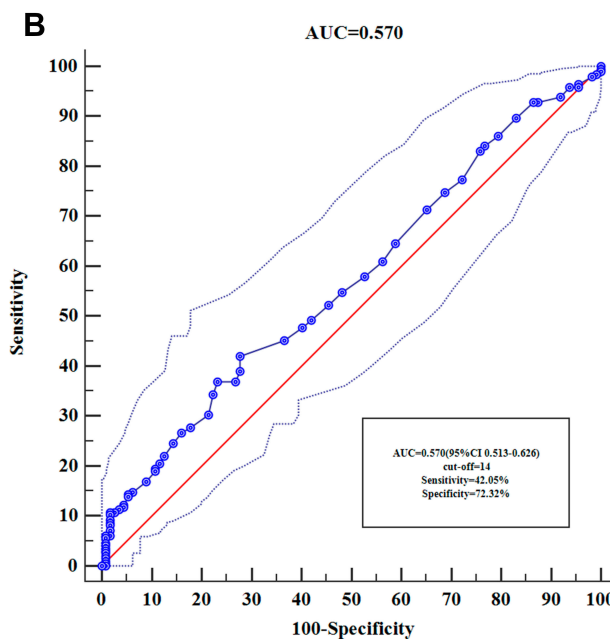 B
AUC=0.570
100
90
80
70
60
50
40
30
20
10
0
Sensitivity
AUC=0.570(95%CI 0.513-0.626)
cut-off=14
Sensitivity=42.05%
Specificity=72.32%
0 10 20 30 40 50 60 70 80 90 100
100-Specificity